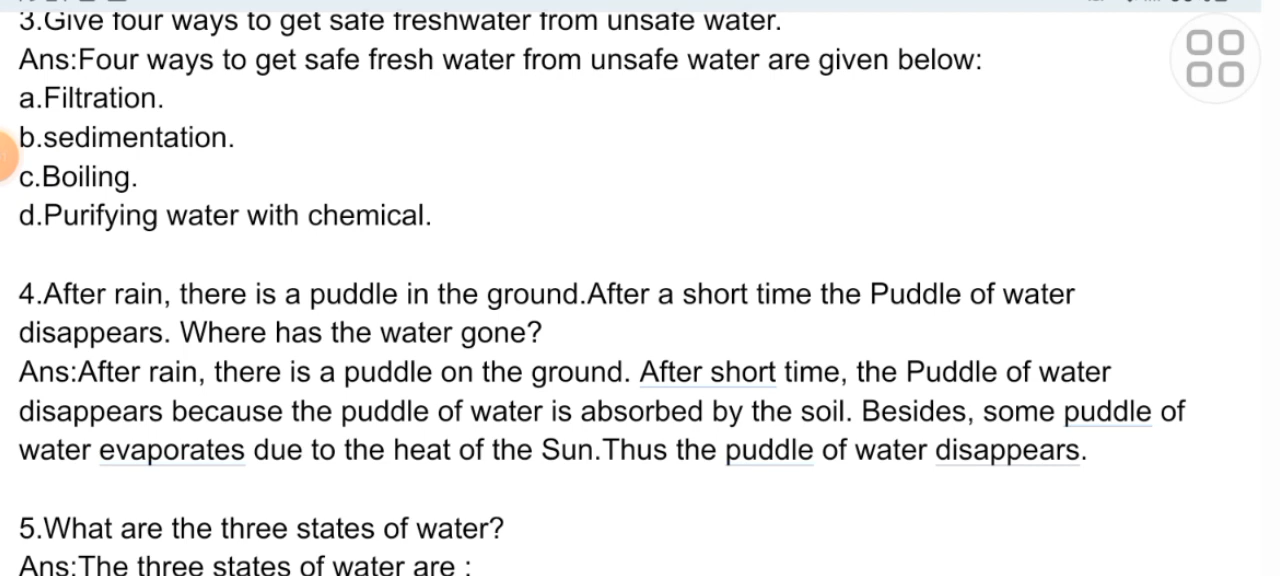 3.Give four ways to get safe freshwater from unsafe water.
Ans:Four ways to get safe fresh water from unsafe water are given below:
a.Filtration.
b.sedimentation.
c.Boiling.
d.Purifying water with chemical.
4.After rain, there is a puddle in the ground.After a short time the Puddle of water
disappears. Where has the water gone?
Ans:After rain, there is a puddle on the ground. After short time, the Puddle of water
disappears because the puddle of water is absorbed by the soil. Besides, some puddle of
water evaporates due to the heat of the Sun.Thus the puddle of water disappears.
5.What are the three states of water?
Ans:The three states of water are :